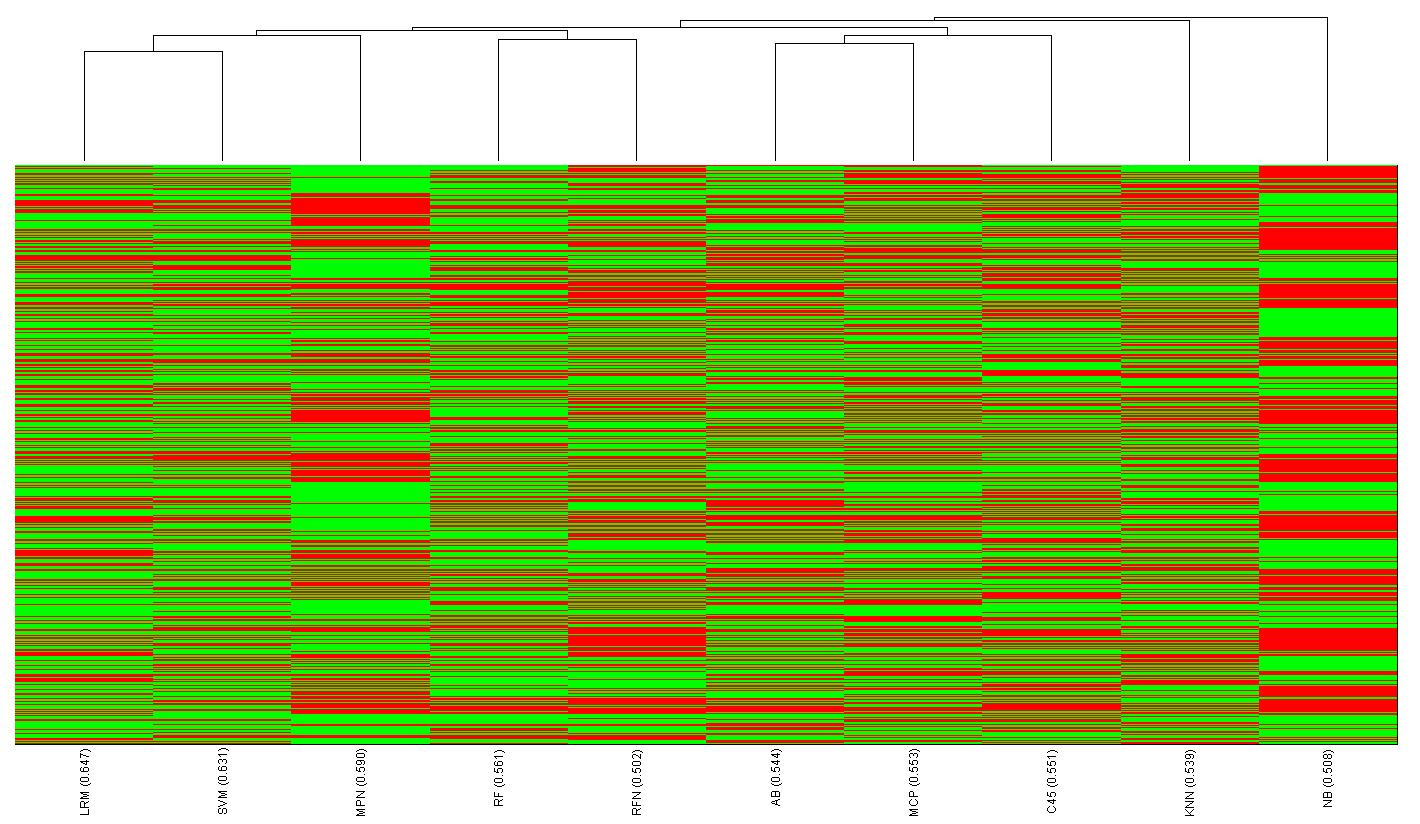 LRM (0.647)
SVM (0.631)
MPN (0.590)
RF (0.561)
RFN (0.502)
AB (0.544)
MCP (0.553)
C45 (0.551)
KNN (0.539)
NB (0.508)